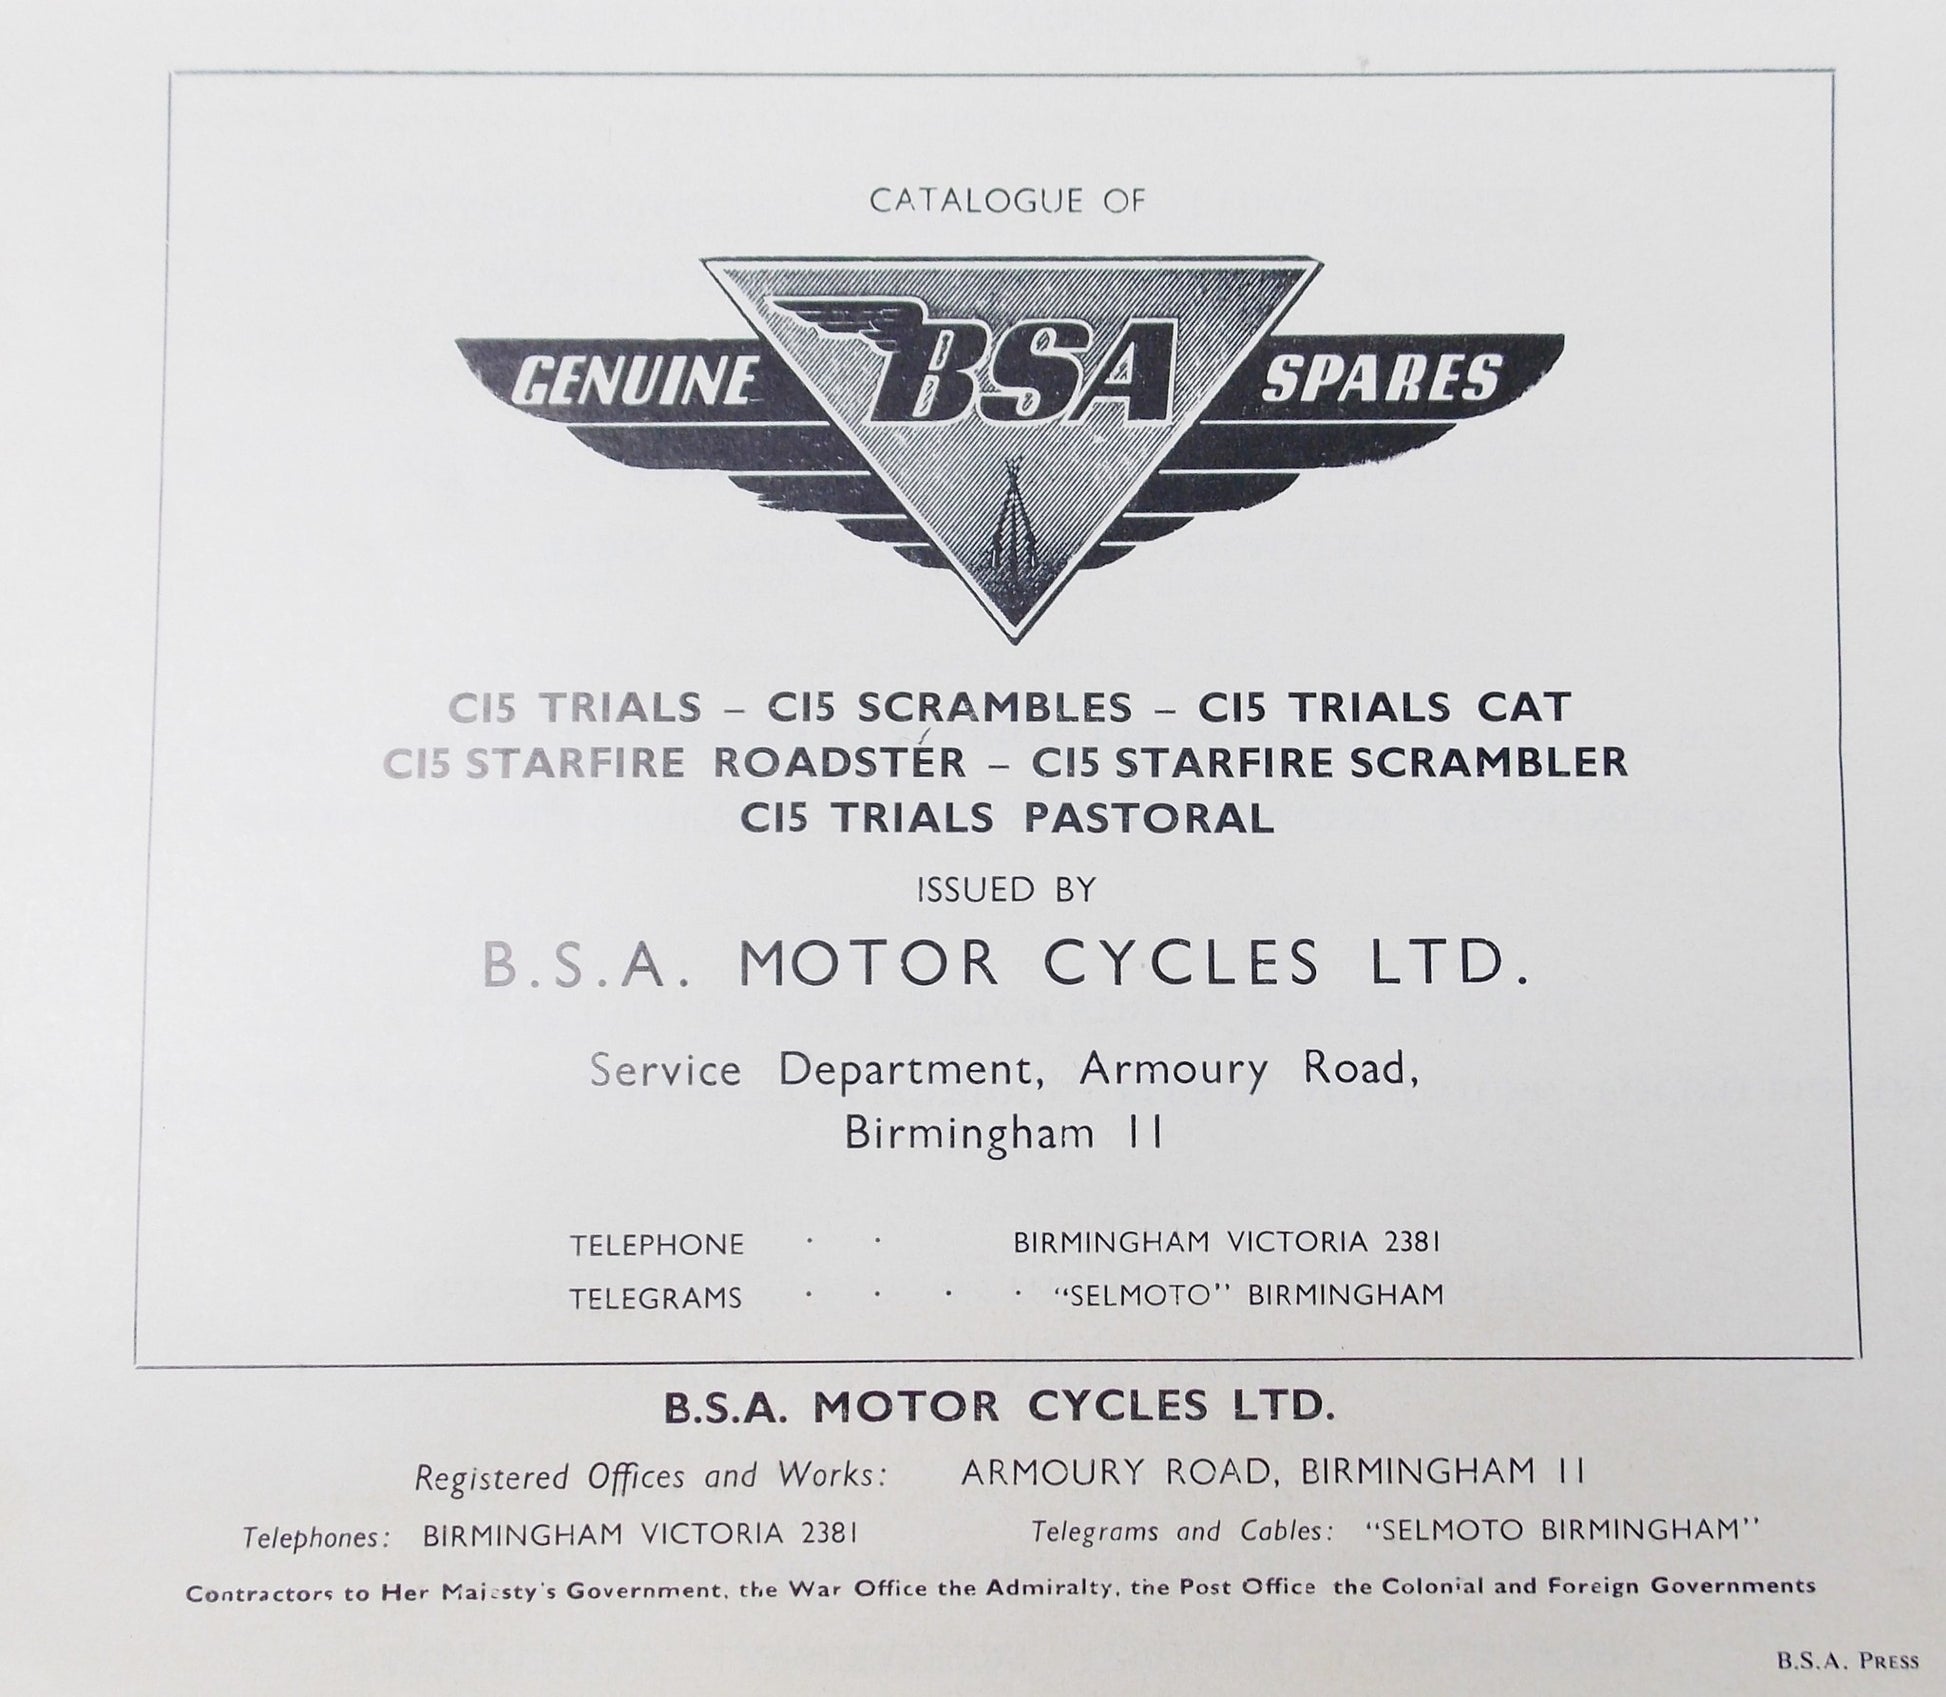 CATALOGUE OF
GENUINE BSA SPARES
C15 TRIALS – C15 SCRAMBLES – C15 TRIALS CAT
C15 STARFIRE ROADSTER – C15 STARFIRE SCRAMBLER
C15 TRIALS PASTORAL
ISSUED BY
B.S.A. MOTOR CYCLES LTD.
Service Department, Armoury Road,
Birmingham 11
TELEPHONE . . BIRMINGHAM VICTORIA 2381
TELEGRAMS . . . . “SELMOTO” BIRMINGHAM
B.S.A. MOTOR CYCLES LTD.
Registered Offices and Works: ARMOURY ROAD, BIRMINGHAM 11
Telephones: BIRMINGHAM VICTORIA 2381 Telegrams and Cables: “SELMOTO BIRMINGHAM”
Contractors to Her Majesty's Government, the War Office the Admiralty, the Post Office the Colonial and Foreign Governments
B.S.A. PRESS